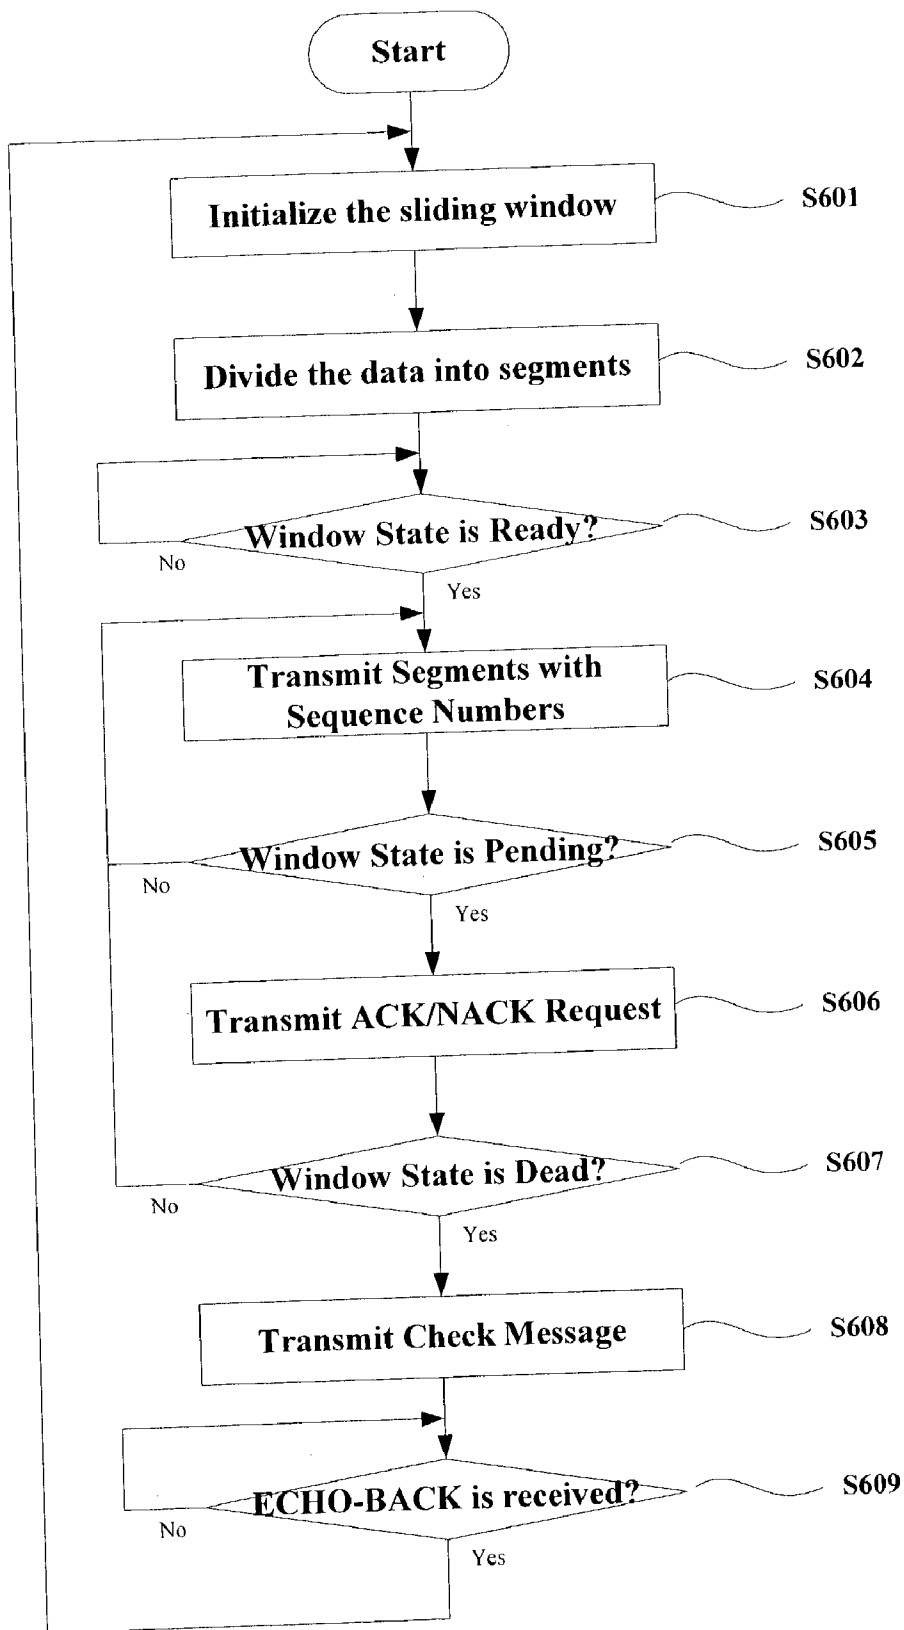 Start
Initialize the sliding window
S601
Divide the data into segments
S602
Window State is Ready?
S603
No
Yes
Transmit Segments with
Sequence Numbers
S604
Window State is Pending?
S605
No
Yes
Transmit ACK/NACK Request
S606
Window State is Dead?
S607
No
Yes
Transmit Check Message
S608
ECHO-BACK is received?
S609
No
Yes